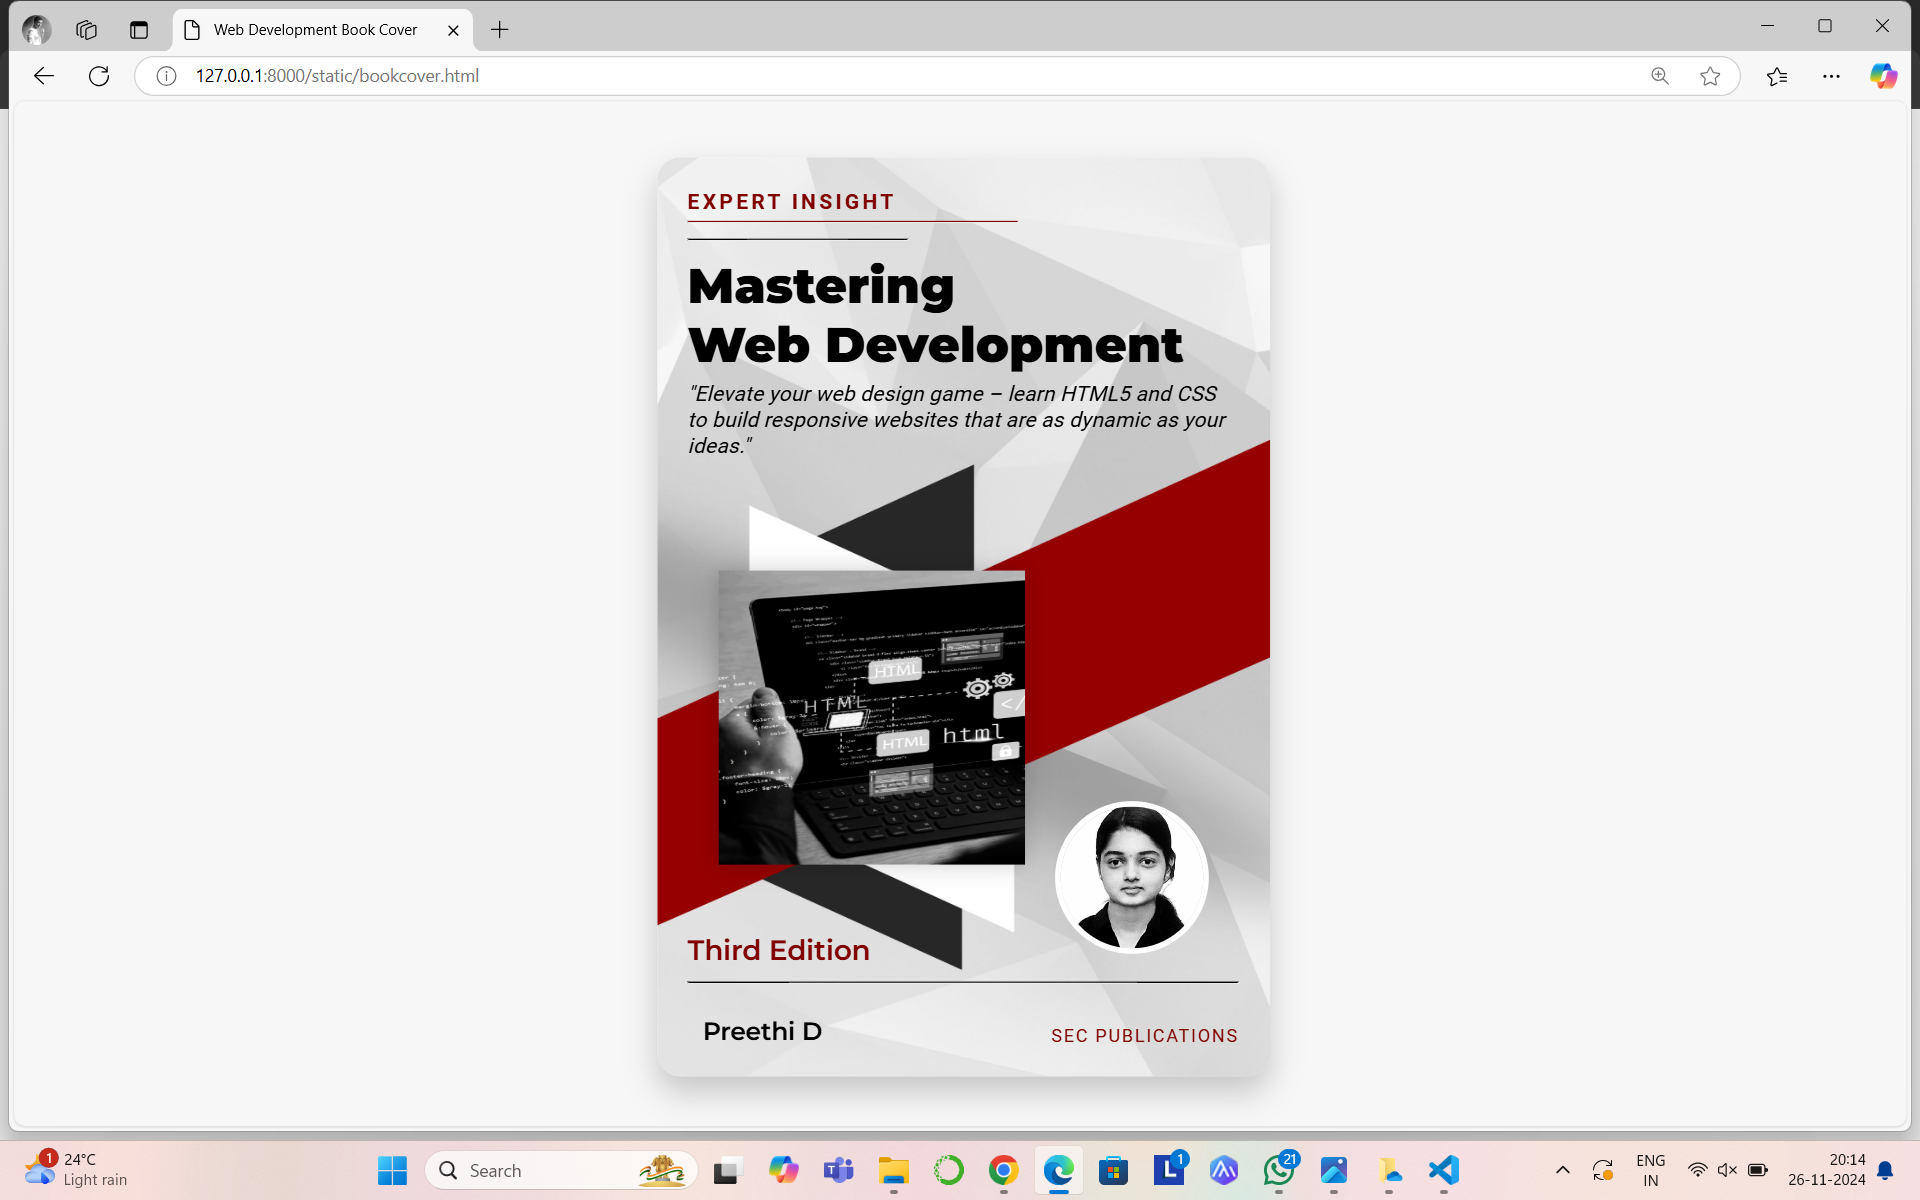 Web Development Book Cover
127.0.0.1:8000/static/bookcover.html
EXPERT INSIGHT
Mastering
Web Development
"Elevate your web design game – learn HTML5 and CSS
to build responsive websites that are as dynamic as your
ideas."
HTML
HTML
</
html
HTML
Third Edition
Preethi D
SEC PUBLICATIONS
1
24°C
Light rain
Search
1
21
ENG
IN
20:14
26-11-2024